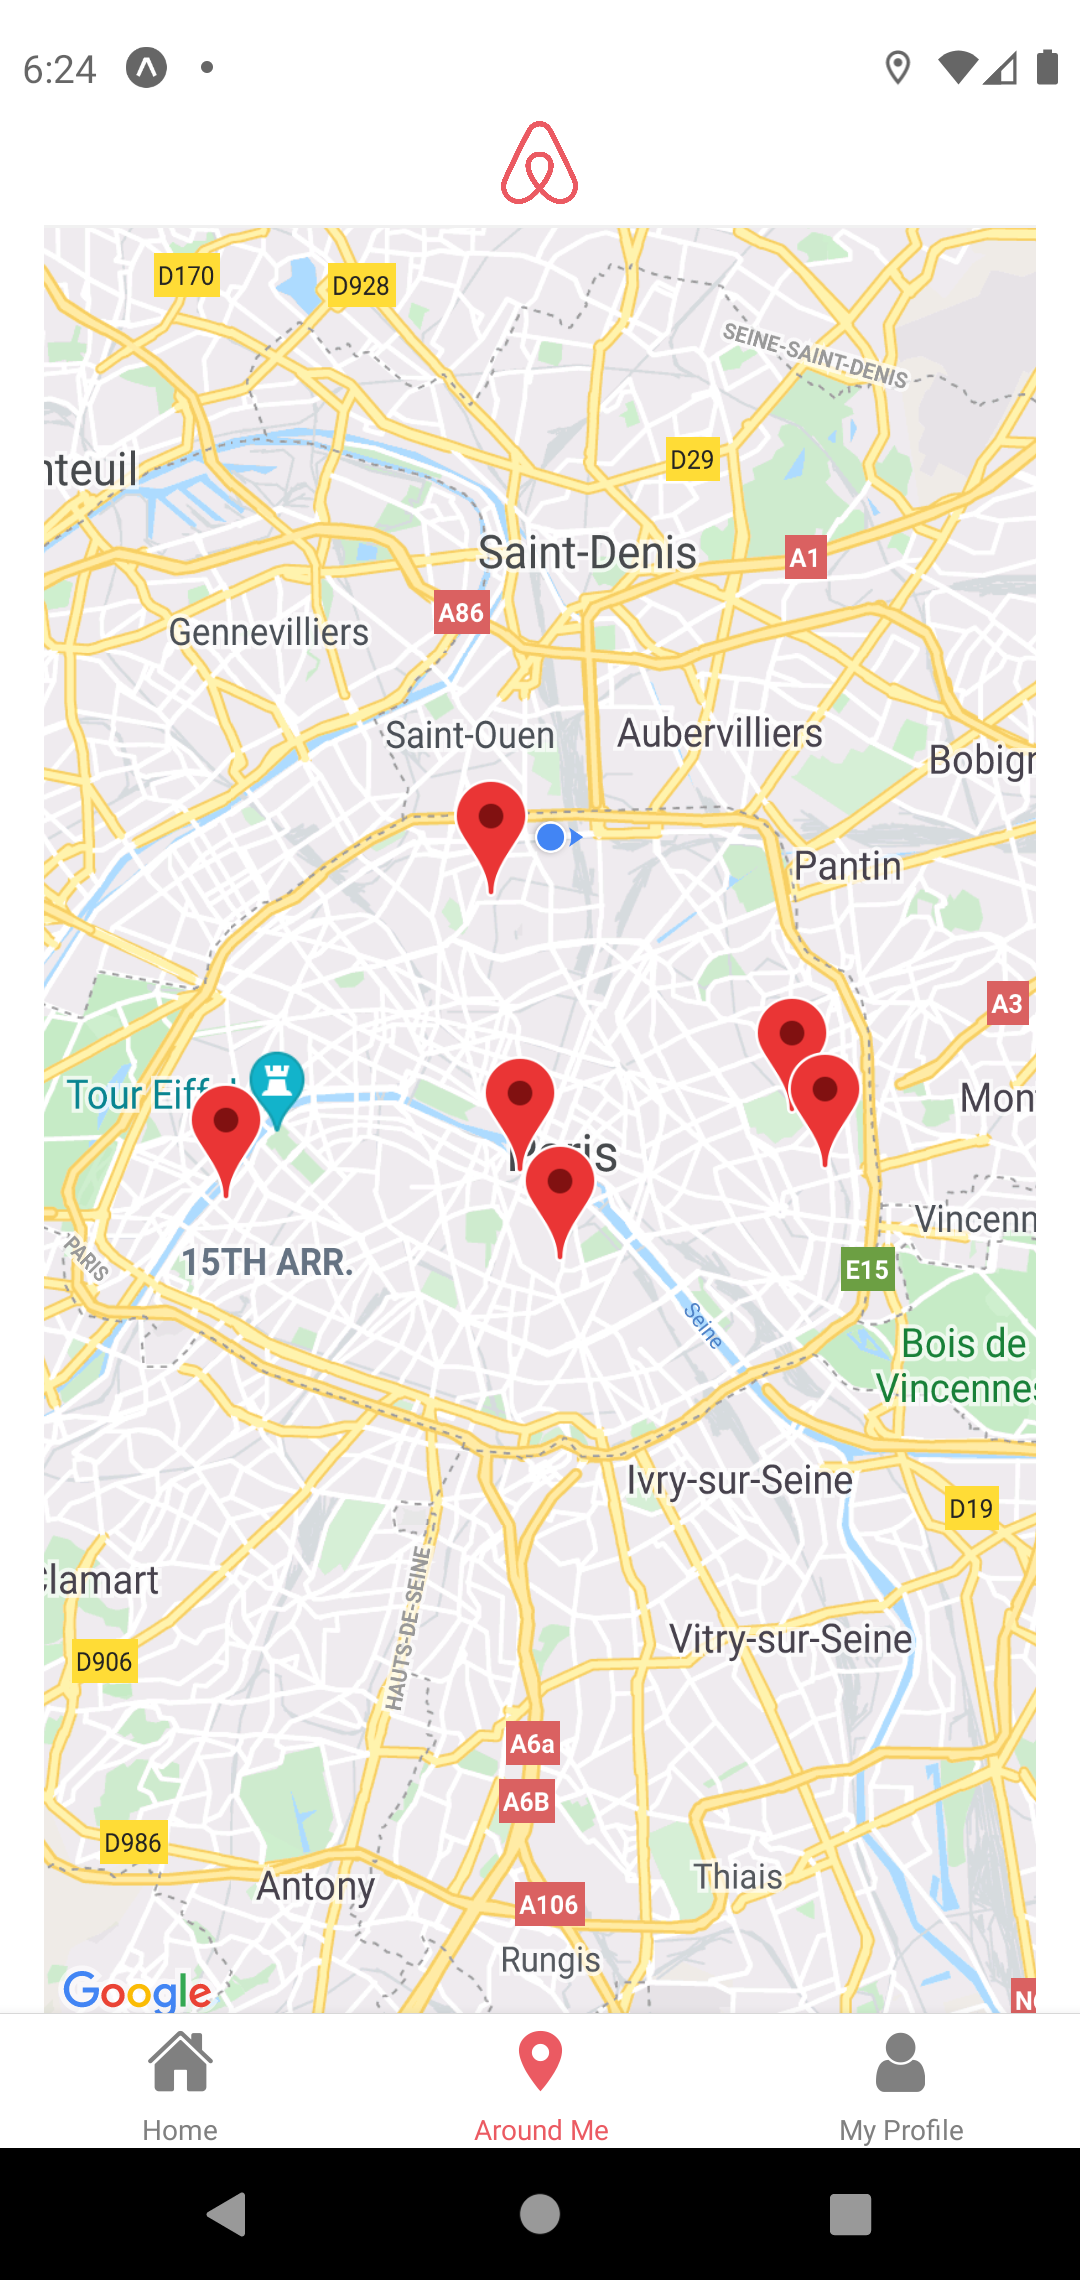 6:24
D170
D928
SEINE-SAINT-DENIS
nteuil
D29
Saint-Denis
A1
A86
Gennevilliers
Saint-Ouen
Aubervilliers
Bobigr
Pantin
A3
Tour Eiff
Mon
Paris
PARIS
15TH ARR.
Vincenn
E15
Seine
Bois de
Vincennes
Ivry-sur-Seine
D19
Clamart
HAUTS-DE-SEINE
Vitry-sur-Seine
D906
A6a
A6B
D986
Antony
Thiais
A106
Rungis
Google
N
Home
Around Me
My Profile